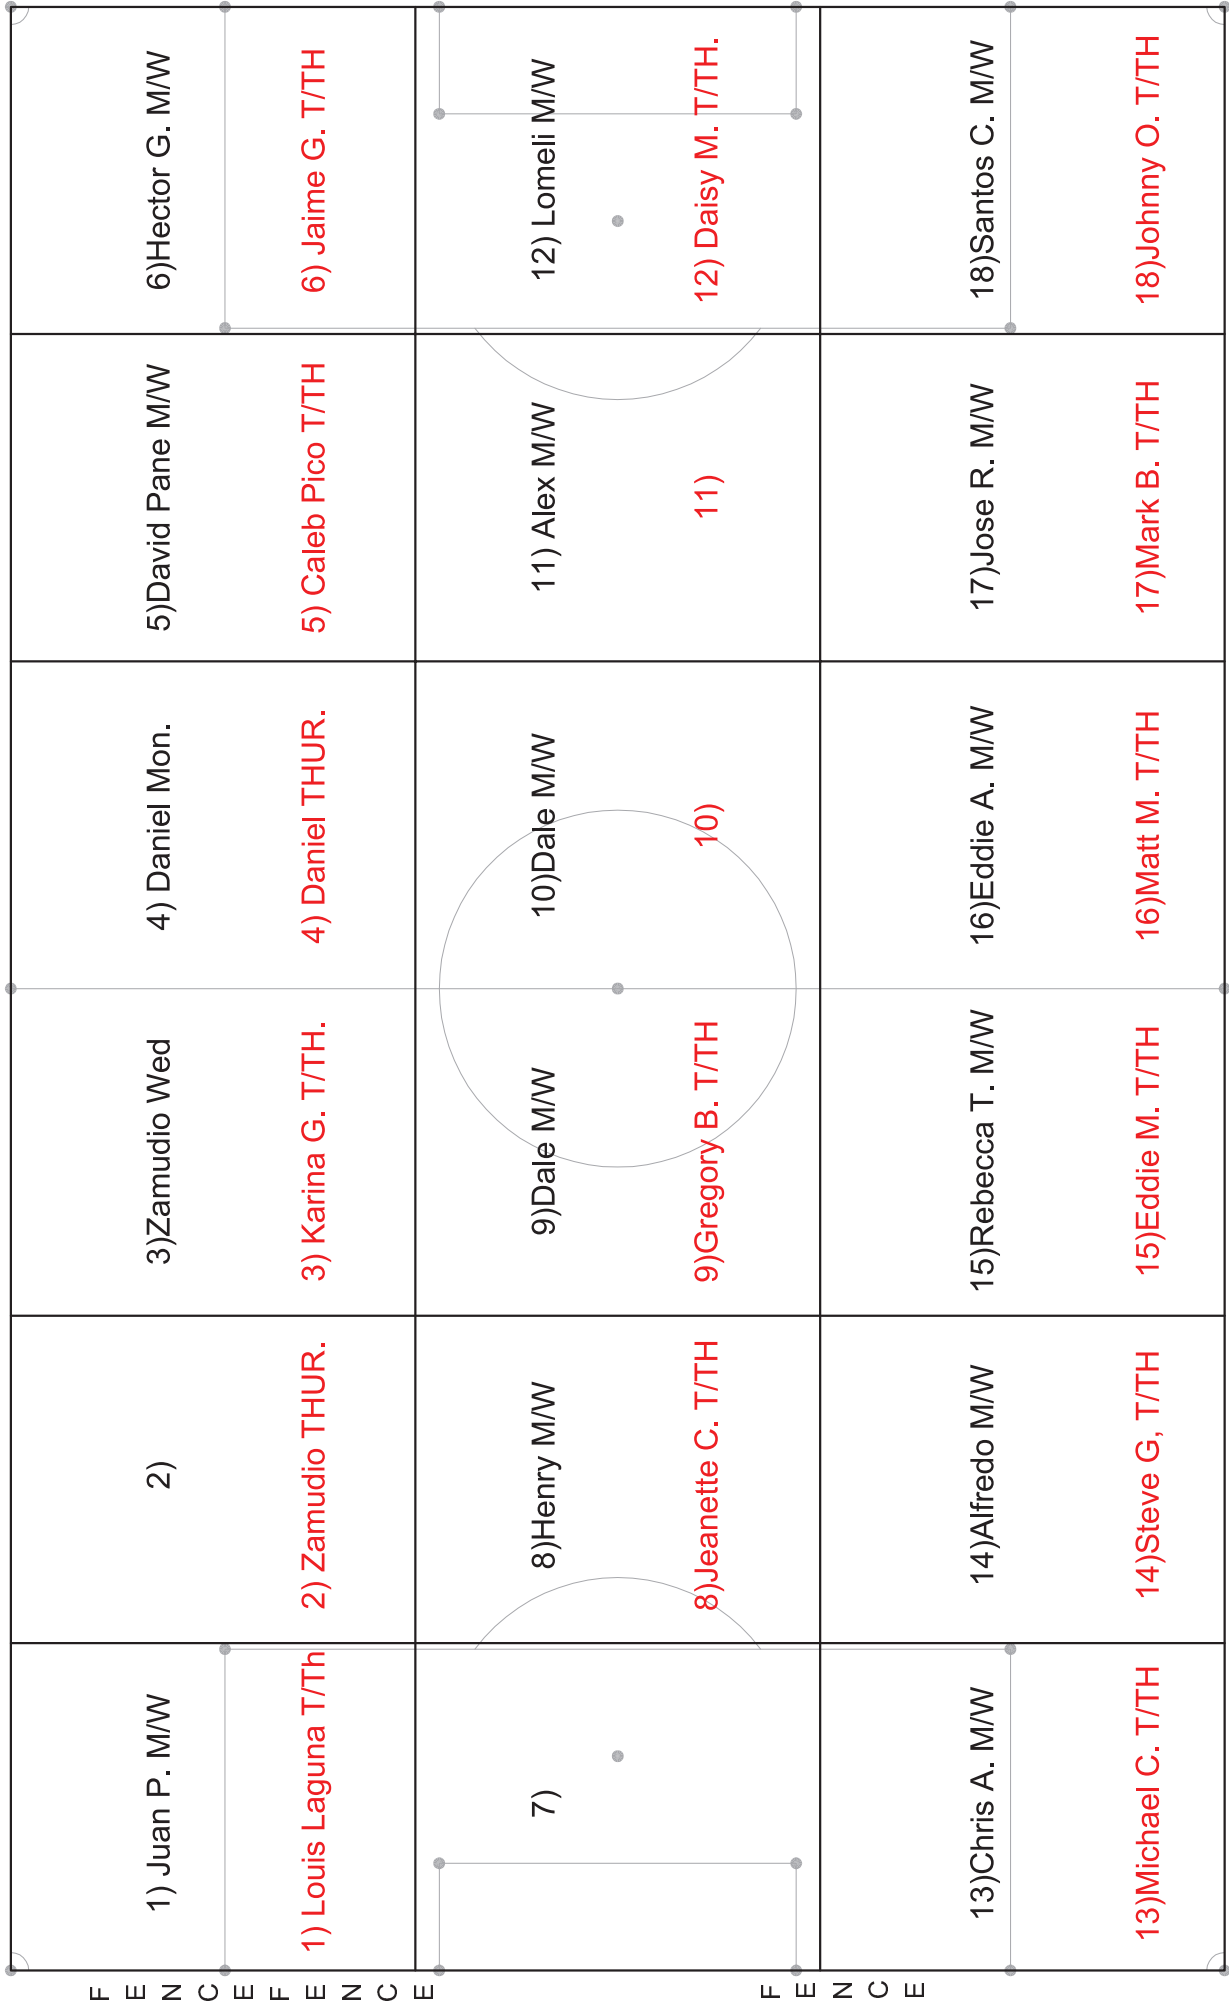 1) Juan P. M/W
2)
3)Zamudio Wed
4) Daniel Mon.
5)David Pane M/W
6)Hector G. M/W
1) Louis Laguna T/Th
2) Zamudio THUR.
3) Karina G. T/TH.
4) Daniel THUR.
5) Caleb Pico T/TH
6) Jaime G. T/TH
7)
8)Henry M/W
9)Dale M/W
10)Dale M/W
11) Alex M/W
12) Lomeli M/W
8)Jeanette C. T/TH
9)Gregory B. T/TH
10)
11)
12) Daisy M. T/TH.
13)Chris A. M/W
14)Alfredo M/W
15)Rebecca T. M/W
16)Eddie A. M/W
17)Jose R. M/W
18)Santos C. M/W
13)Michael C. T/TH
14)Steve G, T/TH
15)Eddie M. T/TH
16)Matt M. T/TH
17)Mark B. T/TH
18)Johnny O. T/TH
F
E
N
C
E
F
E
N
C
E
F
E
N
C
E